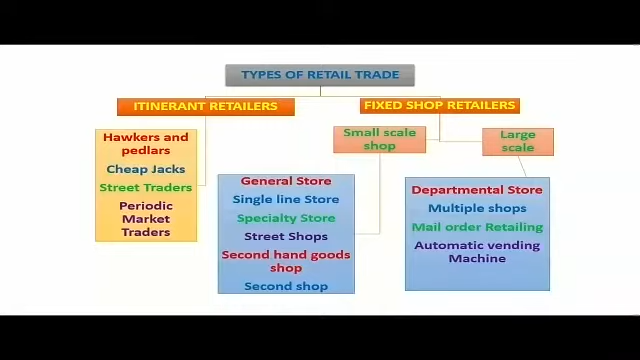 TYPES OF RETAIL TRADE
ITINERANT RETAILERS
FIXED SHOP RETAILERS
Hawkers and
pedlars
Cheap Jacks
Street Traders
Periodic
Market
Traders
Small scale
shop
Large
scale
General Store
Single line Store
Specialty Store
Street Shops
Second hand goods
shop
Second shop
Departmental Store
Multiple shops
Mail order Retailing
Automatic vending
Machine